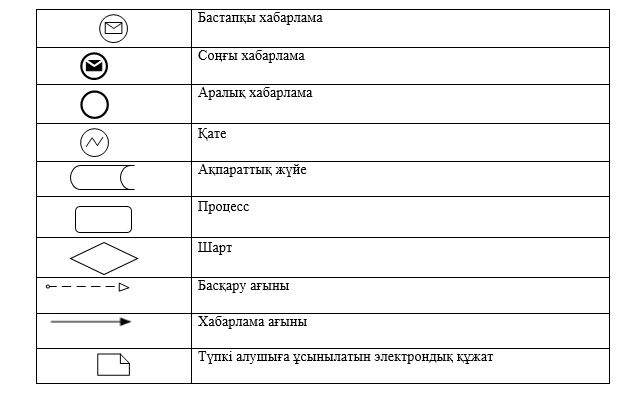 Бастапқы хабарлама
Соңғы хабарлама
Аралық хабарлама
Қате
Ақпараттық жүйе
Процесс
Шарт
Басқару ағыны
Хабарлама ағыны
Түпкі алушыға ұсынылатын электрондық құжат